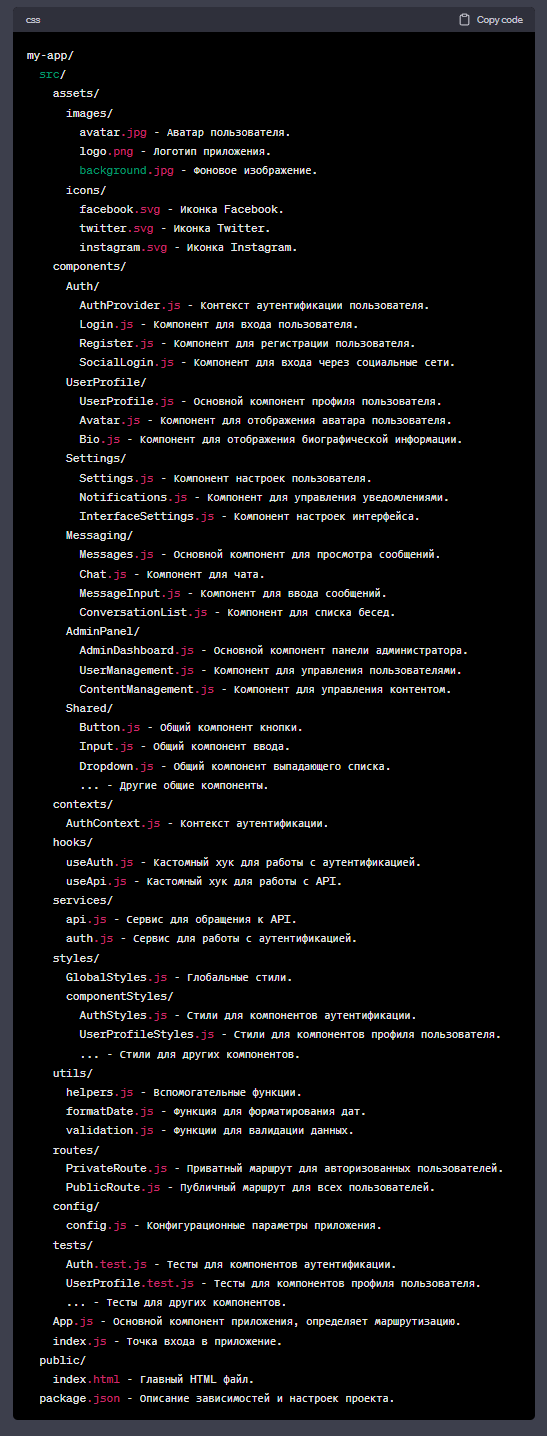 css
Copy code
my-app/
src/
assets/
images/
avatar.jpg - Аватар пользователя.
logo.png - Логотип приложения.
background.jpg - Фоновое изображение.
icons/
facebook.svg - Иконка Facebook.
twitter.svg - Иконка Twitter.
instagram.svg - Иконка Instagram.
components/
Auth/
AuthProvider.js - Контекст аутентификации пользователя.
Login.js - Компонент для входа пользователя.
Register.js - Компонент для регистрации пользователя.
SocialLogin.js - Компонент для входа через социальные сети.
UserProfile/
UserProfile.js - Основной компонент профиля пользователя.
Avatar.js - Компонент для отображения аватара пользователя.
Bio.js - Компонент для отображения биографической информации.
Settings/
Settings.js - Компонент настроек пользователя.
Notifications.js - Компонент для управления уведомлениями.
InterfaceSettings.js - Компонент настроек интерфейса.
Messaging/
Messages.js - Основной компонент для просмотра сообщений.
Chat.js - Компонент для чата.
MessageInput.js - Компонент для ввода сообщений.
ConversationList.js - Компонент для списка бесед.
AdminPanel/
AdminDashboard.js - Основной компонент панели администратора.
UserManagement.js - Компонент для управления пользователями.
ContentManagement.js - Компонент для управления контентом.
Shared/
Button.js - Общий компонент кнопки.
Input.js - Общий компонент ввода.
Dropdown.js - Общий компонент выпадающего списка.
... - Другие общие компоненты.
contexts/
AuthContext.js - Контекст аутентификации.
hooks/
useAuth.js - Кастомный хук для работы с аутентификацией.
useApi.js - Кастомный хук для работы с API.
services/
api.js - Сервис для обращения к API.
auth.js - Сервис для работы с аутентификацией.
styles/
GlobalStyles.js - Глобальные стили.
componentStyles/
AuthStyles.js - Стили для компонентов аутентификации.
UserProfileStyles.js - Стили для компонентов профиля пользователя.
... - Стили для других компонентов.
utils/
helpers.js - Вспомогательные функции.
formatDate.js - Функция для форматирования дат.
validation.js - Функции для валидации данных.
routes/
PrivateRoute.js - Приватный маршрут для авторизованных пользователей.
PublicRoute.js - Публичный маршрут для всех пользователей.
config/
config.js - Конфигурационные параметры приложения.
tests/
Auth.test.js - Тесты для компонентов аутентификации.
UserProfile.test.js - Тесты для компонентов профиля пользователя.
... - Тесты для других компонентов.
App.js - Основной компонент приложения, определяет маршрутизацию.
index.js - Точка входа в приложение.
public/
index.html - Главный HTML файл.
package.json - Описание зависимостей и настроек проекта.